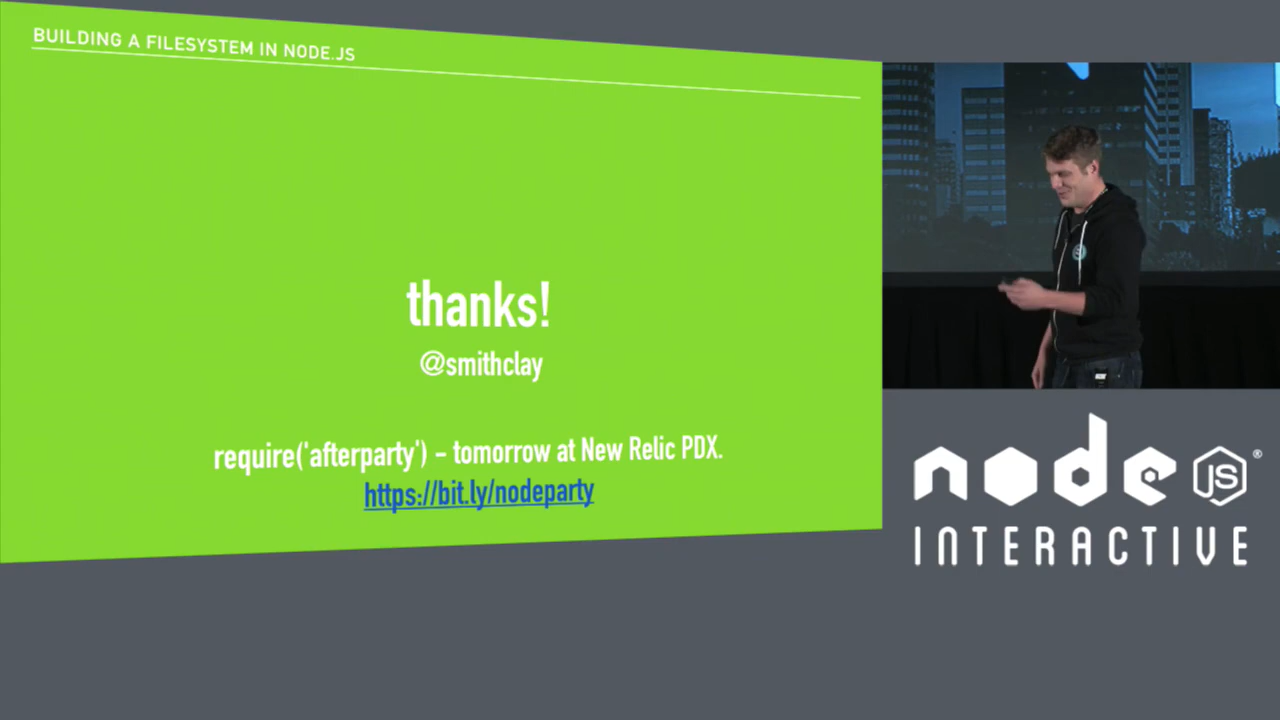 BUILDING A FILESYSTEM IN NODE.JS
thanks!
@smithclay
require('afterparty') – tomorrow at New Relic PDX.
https://bit.ly/nodeparty
node JS ®
INTERACTIVE